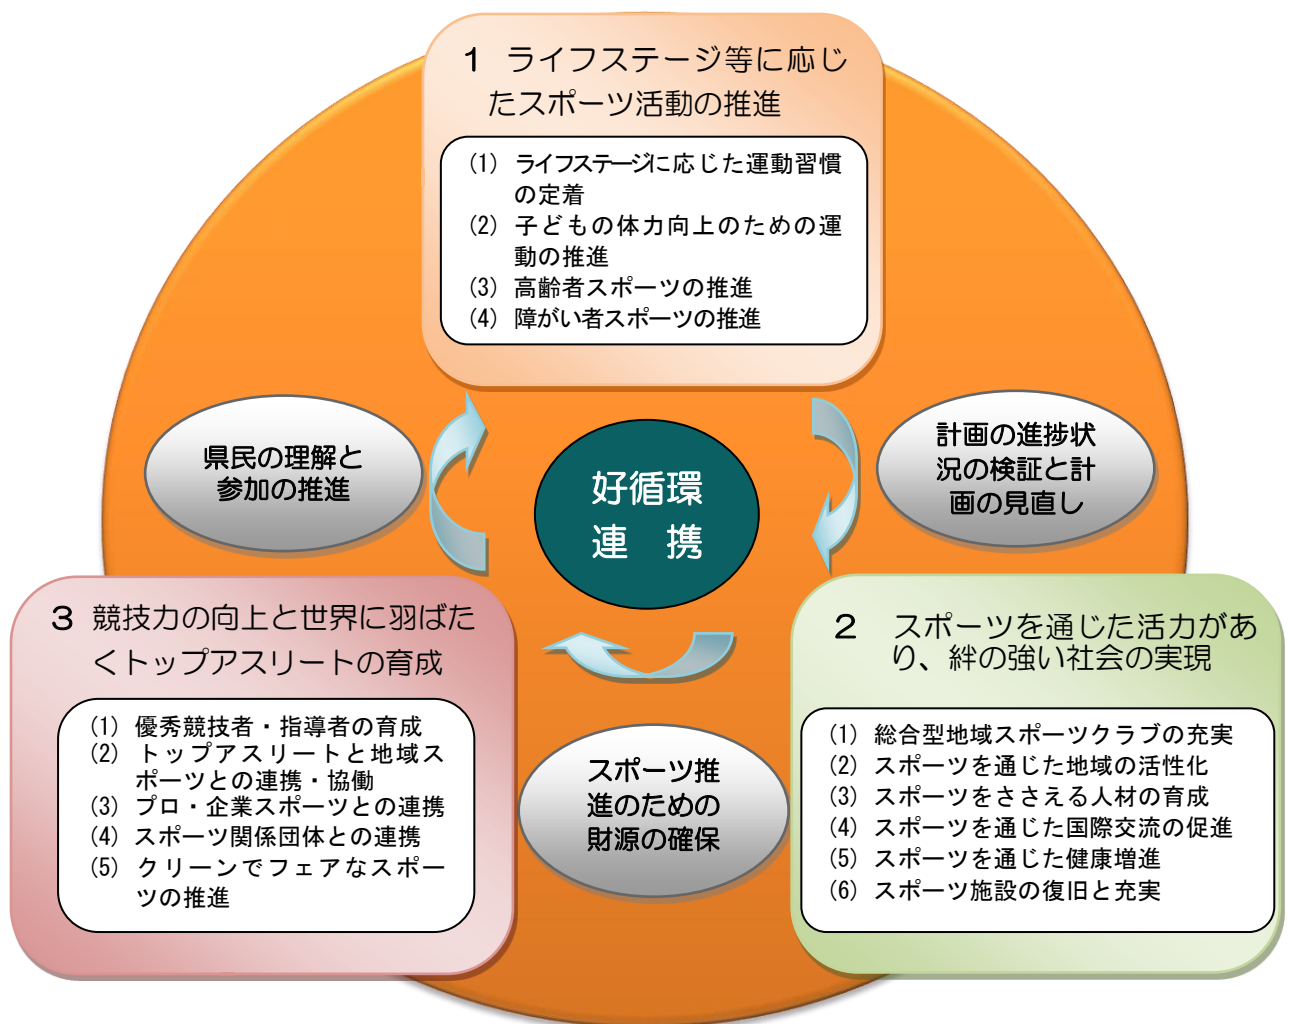 1 ライフステージ等に応じ
たスポーツ活動の推進
(1) ライフステージに応じた運動習慣
の定着
(2) 子どもの体力向上のための運
動の推進
(3) 高齢者スポーツの推進
(4) 障がい者スポーツの推進
県民の理解と
参加の推進
好循環
連 携
計画の進捗状
況の検証と計
画の見直し
3 競技力の向上と世界に羽ばた
くトップアスリートの育成
(1) 優秀競技者・指導者の育成
(2) トップアスリートと地域ス
ポーツとの連携・協働
(3) プロ・企業スポーツとの連携
(4) スポーツ関係団体との連携
(5) クリーンでフェアなスポー
ツの推進
スポーツ推
進のための
財源の確保
2 スポーツを通じた活力があ
り、絆の強い社会の実現
(1) 総合型地域スポーツクラブの充実
(2) スポーツを通じた地域の活性化
(3) スポーツをささえる人材の育成
(4) スポーツを通じた国際交流の促進
(5) スポーツを通じた健康増進
(6) スポーツ施設の復旧と充実